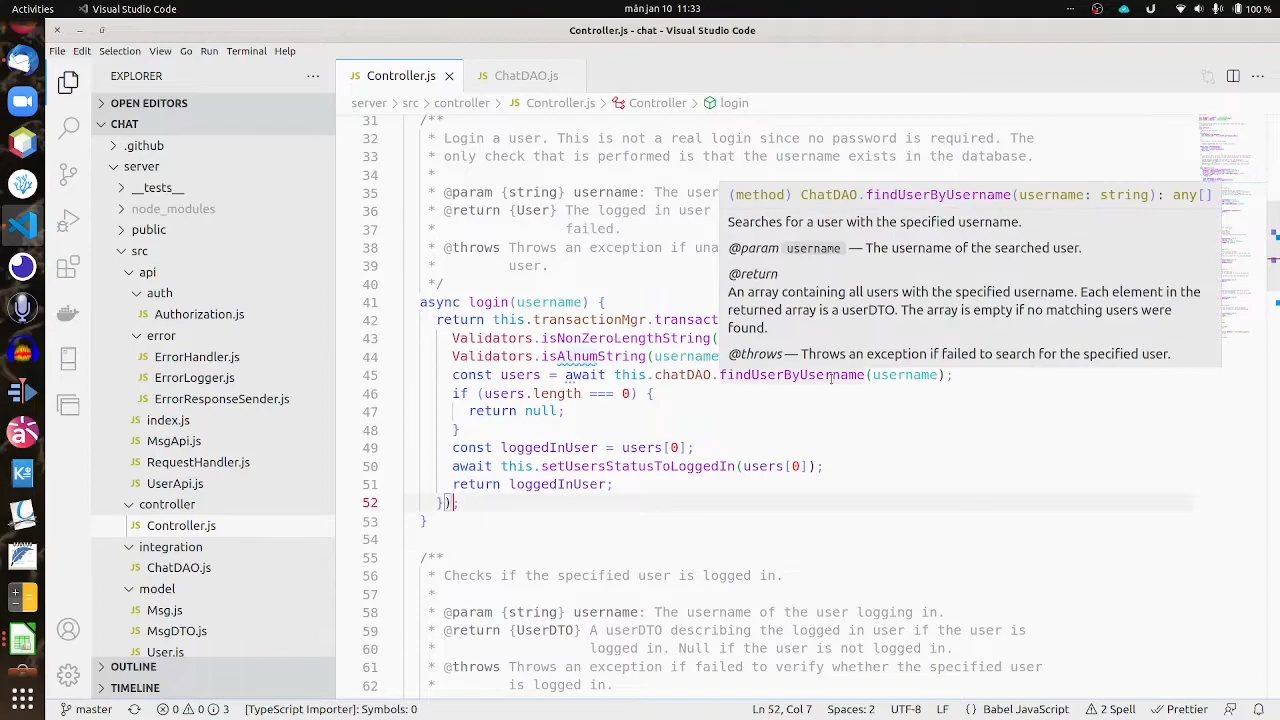 Activities
Visual Studio Code
mån jan 10 11:33
100 %
Controller.js - chat - Visual Studio Code
File Edit Selection View Go Run Terminal Help
EXPLORER
OPEN EDITORS
CHAT
.github
server
__tests__
node_modules
public
src
api
auth
Authorization.js
error
ErrorHandler.js
ErrorLogger.js
ErrorResponseSender.js
index.js
MsgApi.js
RequestHandler.js
UserApi.js
controller
Controller.js
integration
ChatDAO.js
model
Msg.js
MsgDTO.js
User.js
OUTLINE
TIMELINE
JS Controller.js
JS ChatDAO.js
server > src > controller > JS Controller.js > Controller > login
31 /**
32 * Login a user. This is not a real login since no password is required. The
33 * only check that is performed is that the username exists in the database.
34 *
35 * @param {string} username: The user
36 * @return {User} The logged in user
37 * failed.
38 * @throws Throws an exception if unab
39
40 */
41 async login(username) {
42 return this.transactionMgr.transact
43 Validators.isNonZeroLengthString(
44 Validators.isAlnumString(username
45 const users = await this.chatDAO.findUserByUsername(username);
46 if (users.length === 0) {
47 return null;
48 }
49 const loggedInUser = users[0];
50 await this.setUsersStatusToLoggedIn(users[0]);
51 return loggedInUser;
52 });
53 }
54
55 /**
56 * Checks if the specified user is logged in.
57 *
58 * @param {string} username: The username of the user logging in.
59 * @return {UserDTO} A userDTO describing the logged in user if the user is
60 * logged in. Null if the user is not logged in.
61 * @throws Throws an exception if failed to verify whether the specified user
62 * is logged in.
(method) ChatDAO.findUserByUsername(username: string): any[]
Searches for a user with the specified username.
@param username — The username of the searched user.
@return
An array containing all users with the specified username. Each element in the
returned array is a userDTO. The array is empty if no matching users were
found.
@throws — Throws an exception if failed to search for the specified user.
master
0 0 3
[TypeScript Importer]: Symbols: 0
Ln 52, Col 7
Spaces: 2
UTF-8
LF
{} Babel JavaScript
2 Spell
Prettier